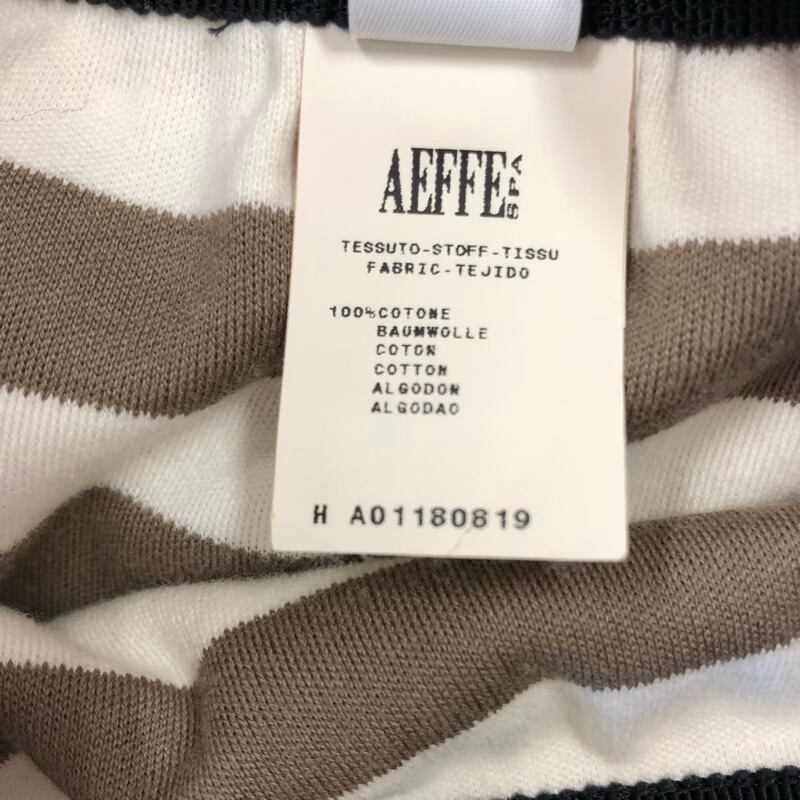 AEFFE SPA
TESSUTO-STOFF-TISSU
FABRIC-TEJIDO
100%COTONE
BAUMWOLLE
COTON
COTTON
ALGODON
ALGODAO
H A01180819